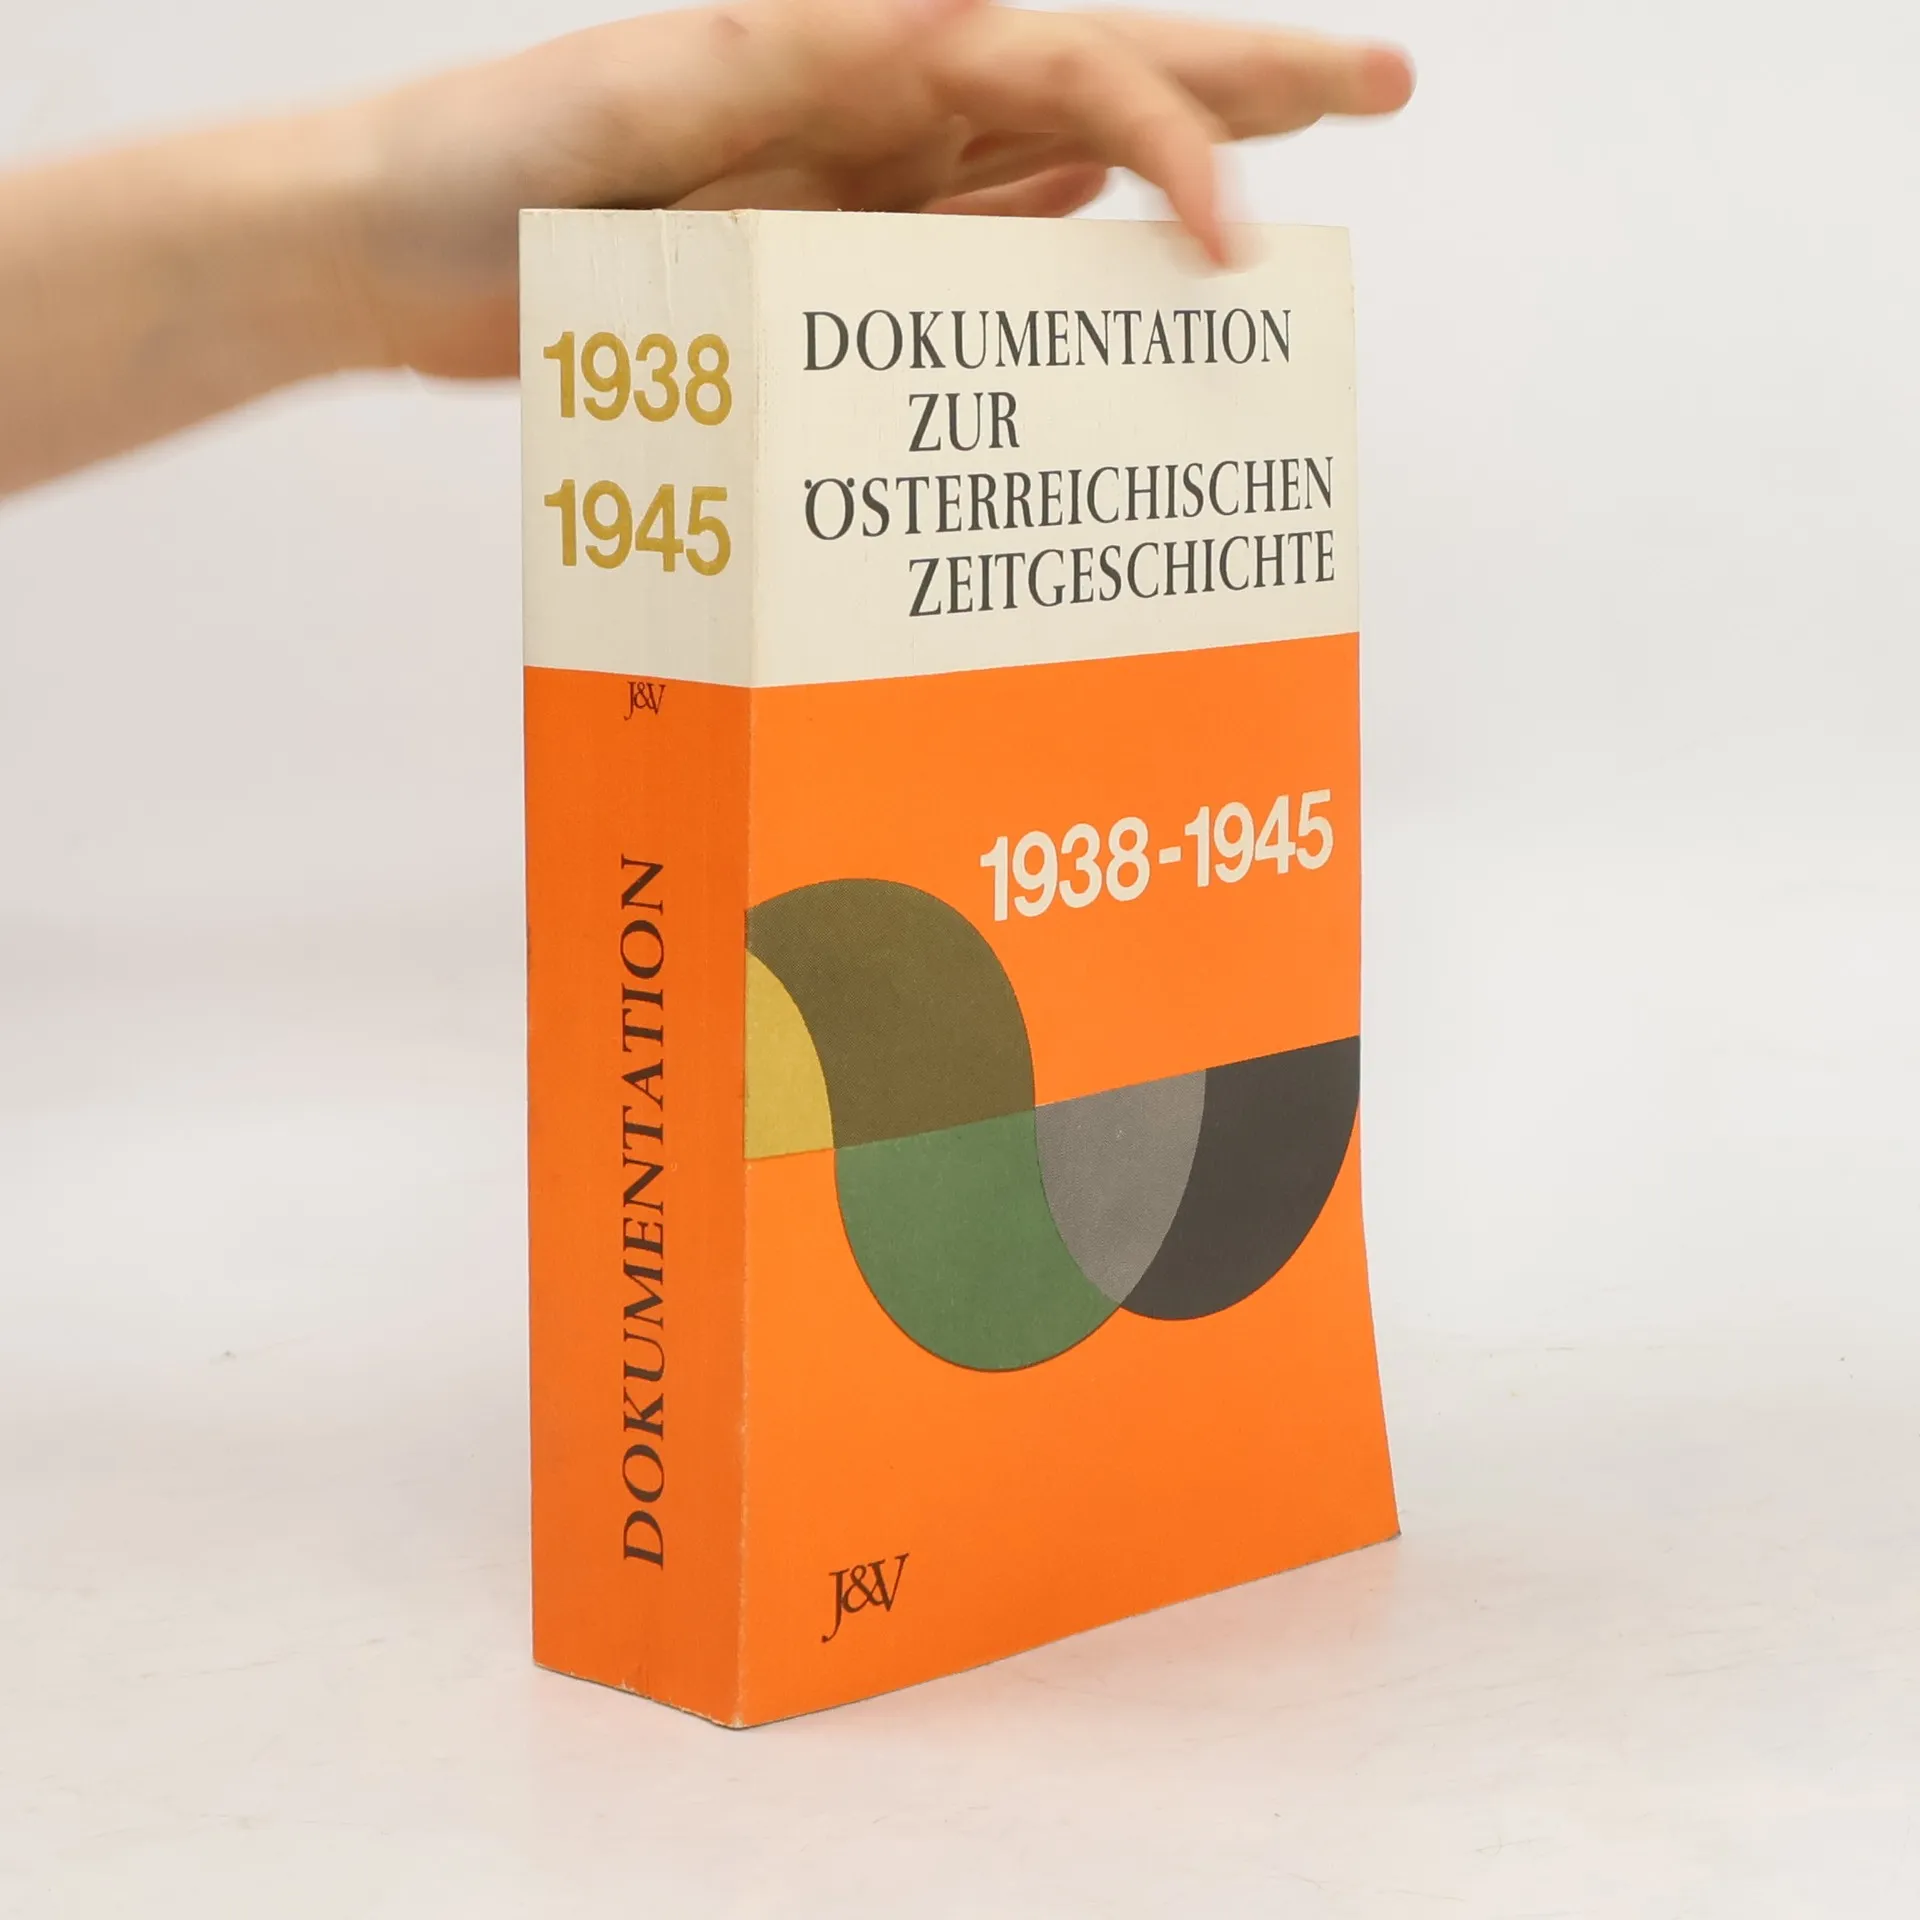 1938
1945
J&V
DOKUMENTATION
DOKUMENTATION
ZUR
ÖSTERREICHISCHEN
ZEITGESCHICHTE
1938-1945
J&V